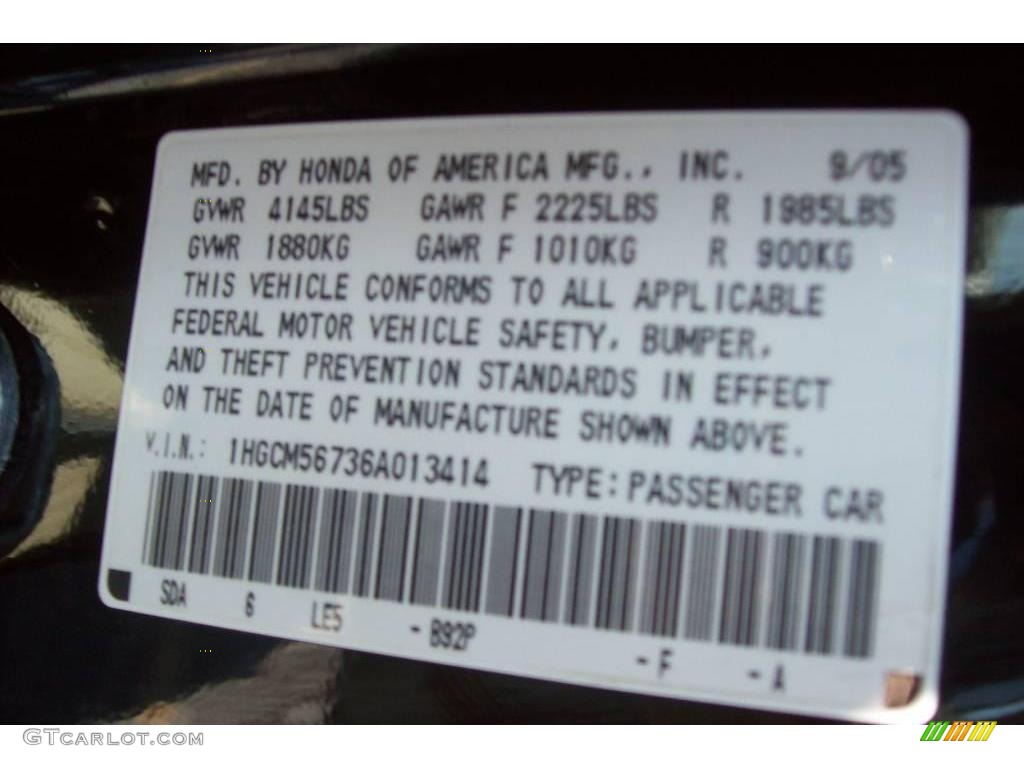 MFD. BY HONDA OF AMERICA MFG., INC. 9/05
GVWR 4145LBS GAWR F 2225LBS R 1985LBS
GVWR 1880KG GAWR F 1010KG R 900KG
THIS VEHICLE CONFORMS TO ALL APPLICABLE
FEDERAL MOTOR VEHICLE SAFETY, BUMPER,
AND THEFT PREVENTION STANDARDS IN EFFECT
ON THE DATE OF MANUFACTURE SHOWN ABOVE.
V.I.N.: 1HGCM56736A013414 TYPE: PASSENGER CAR
SDA 6 LE5 - B92P - F - A
GTCARLOT.COM